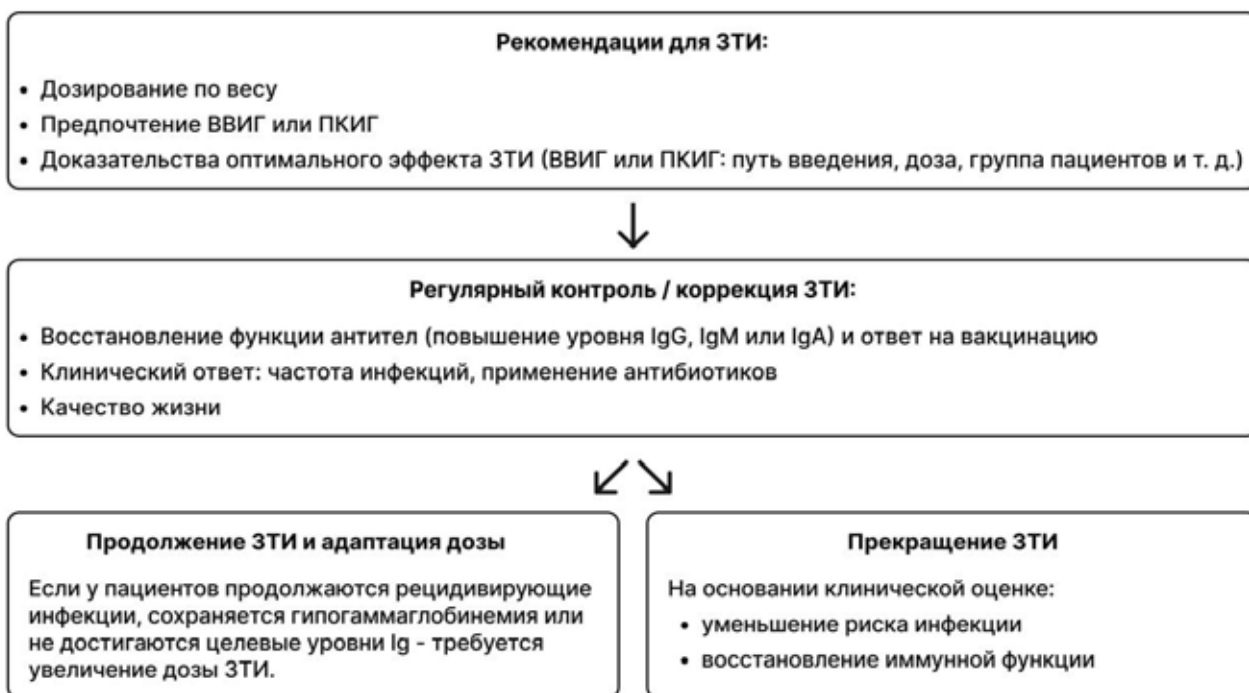 Рекомендации для ЗТИ:
• Дозирование по весу
• Предпочтение ВВИГ или ПКИГ
• Доказательства оптимального эффекта ЗТИ (ВВИГ или ПКИГ: путь введения, доза, группа пациентов и т. д.)
Регулярный контроль / коррекция ЗТИ:
• Восстановление функции антител (повышение уровня IgG, IgM или IgA) и ответ на вакцинацию
• Клинический ответ: частота инфекций, применение антибиотиков
• Качество жизни
Продолжение ЗТИ и адаптация дозы
Если у пациентов продолжаются рецидивирующие
инфекции, сохраняется гипогаммаглобинемия или
не достигаются целевые уровни Ig - требуется
увеличение дозы ЗТИ.
Прекращение ЗТИ
На основании клинической оценке:
• уменьшение риска инфекции
• восстановление иммунной функции